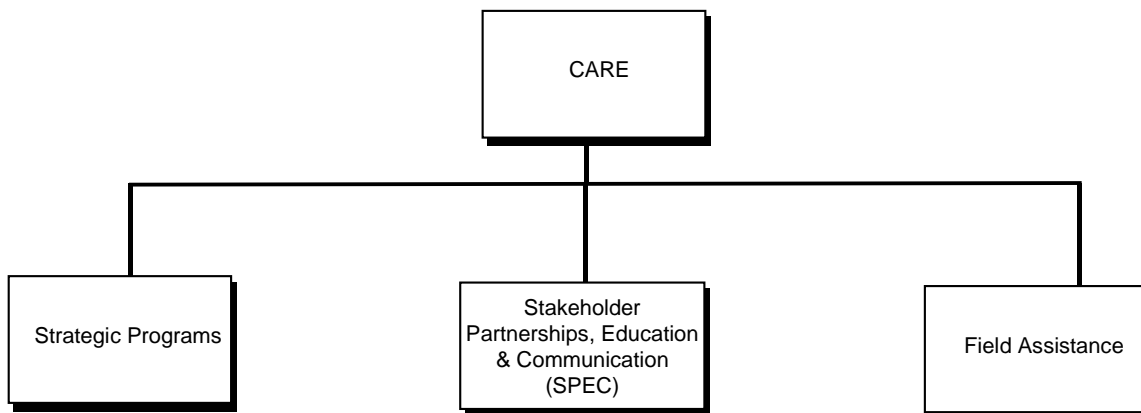 CARE
Strategic Programs
Stakeholder
Partnerships, Education
& Communication
(SPEC)
Field Assistance